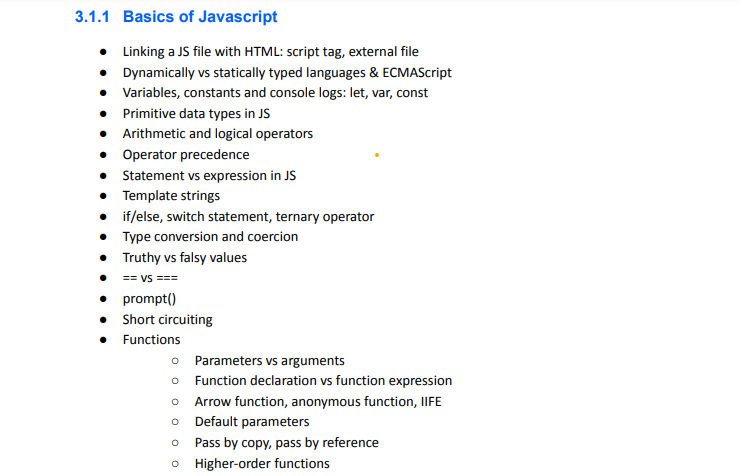 3.1.1 Basics of Javascript
● Linking a JS file with HTML: script tag, external file
● Dynamically vs statically typed languages & ECMAScript
● Variables, constants and console logs: let, var, const
● Primitive data types in JS
● Arithmetic and logical operators
● Operator precedence
● Statement vs expression in JS
● Template strings
● if/else, switch statement, ternary operator
● Type conversion and coercion
● Truthy vs falsy values
● == vs ===
● prompt()
● Short circuiting
● Functions
○ Parameters vs arguments
○ Function declaration vs function expression
○ Arrow function, anonymous function, IIFE
○ Default parameters
○ Pass by copy, pass by reference
○ Higher-order functions